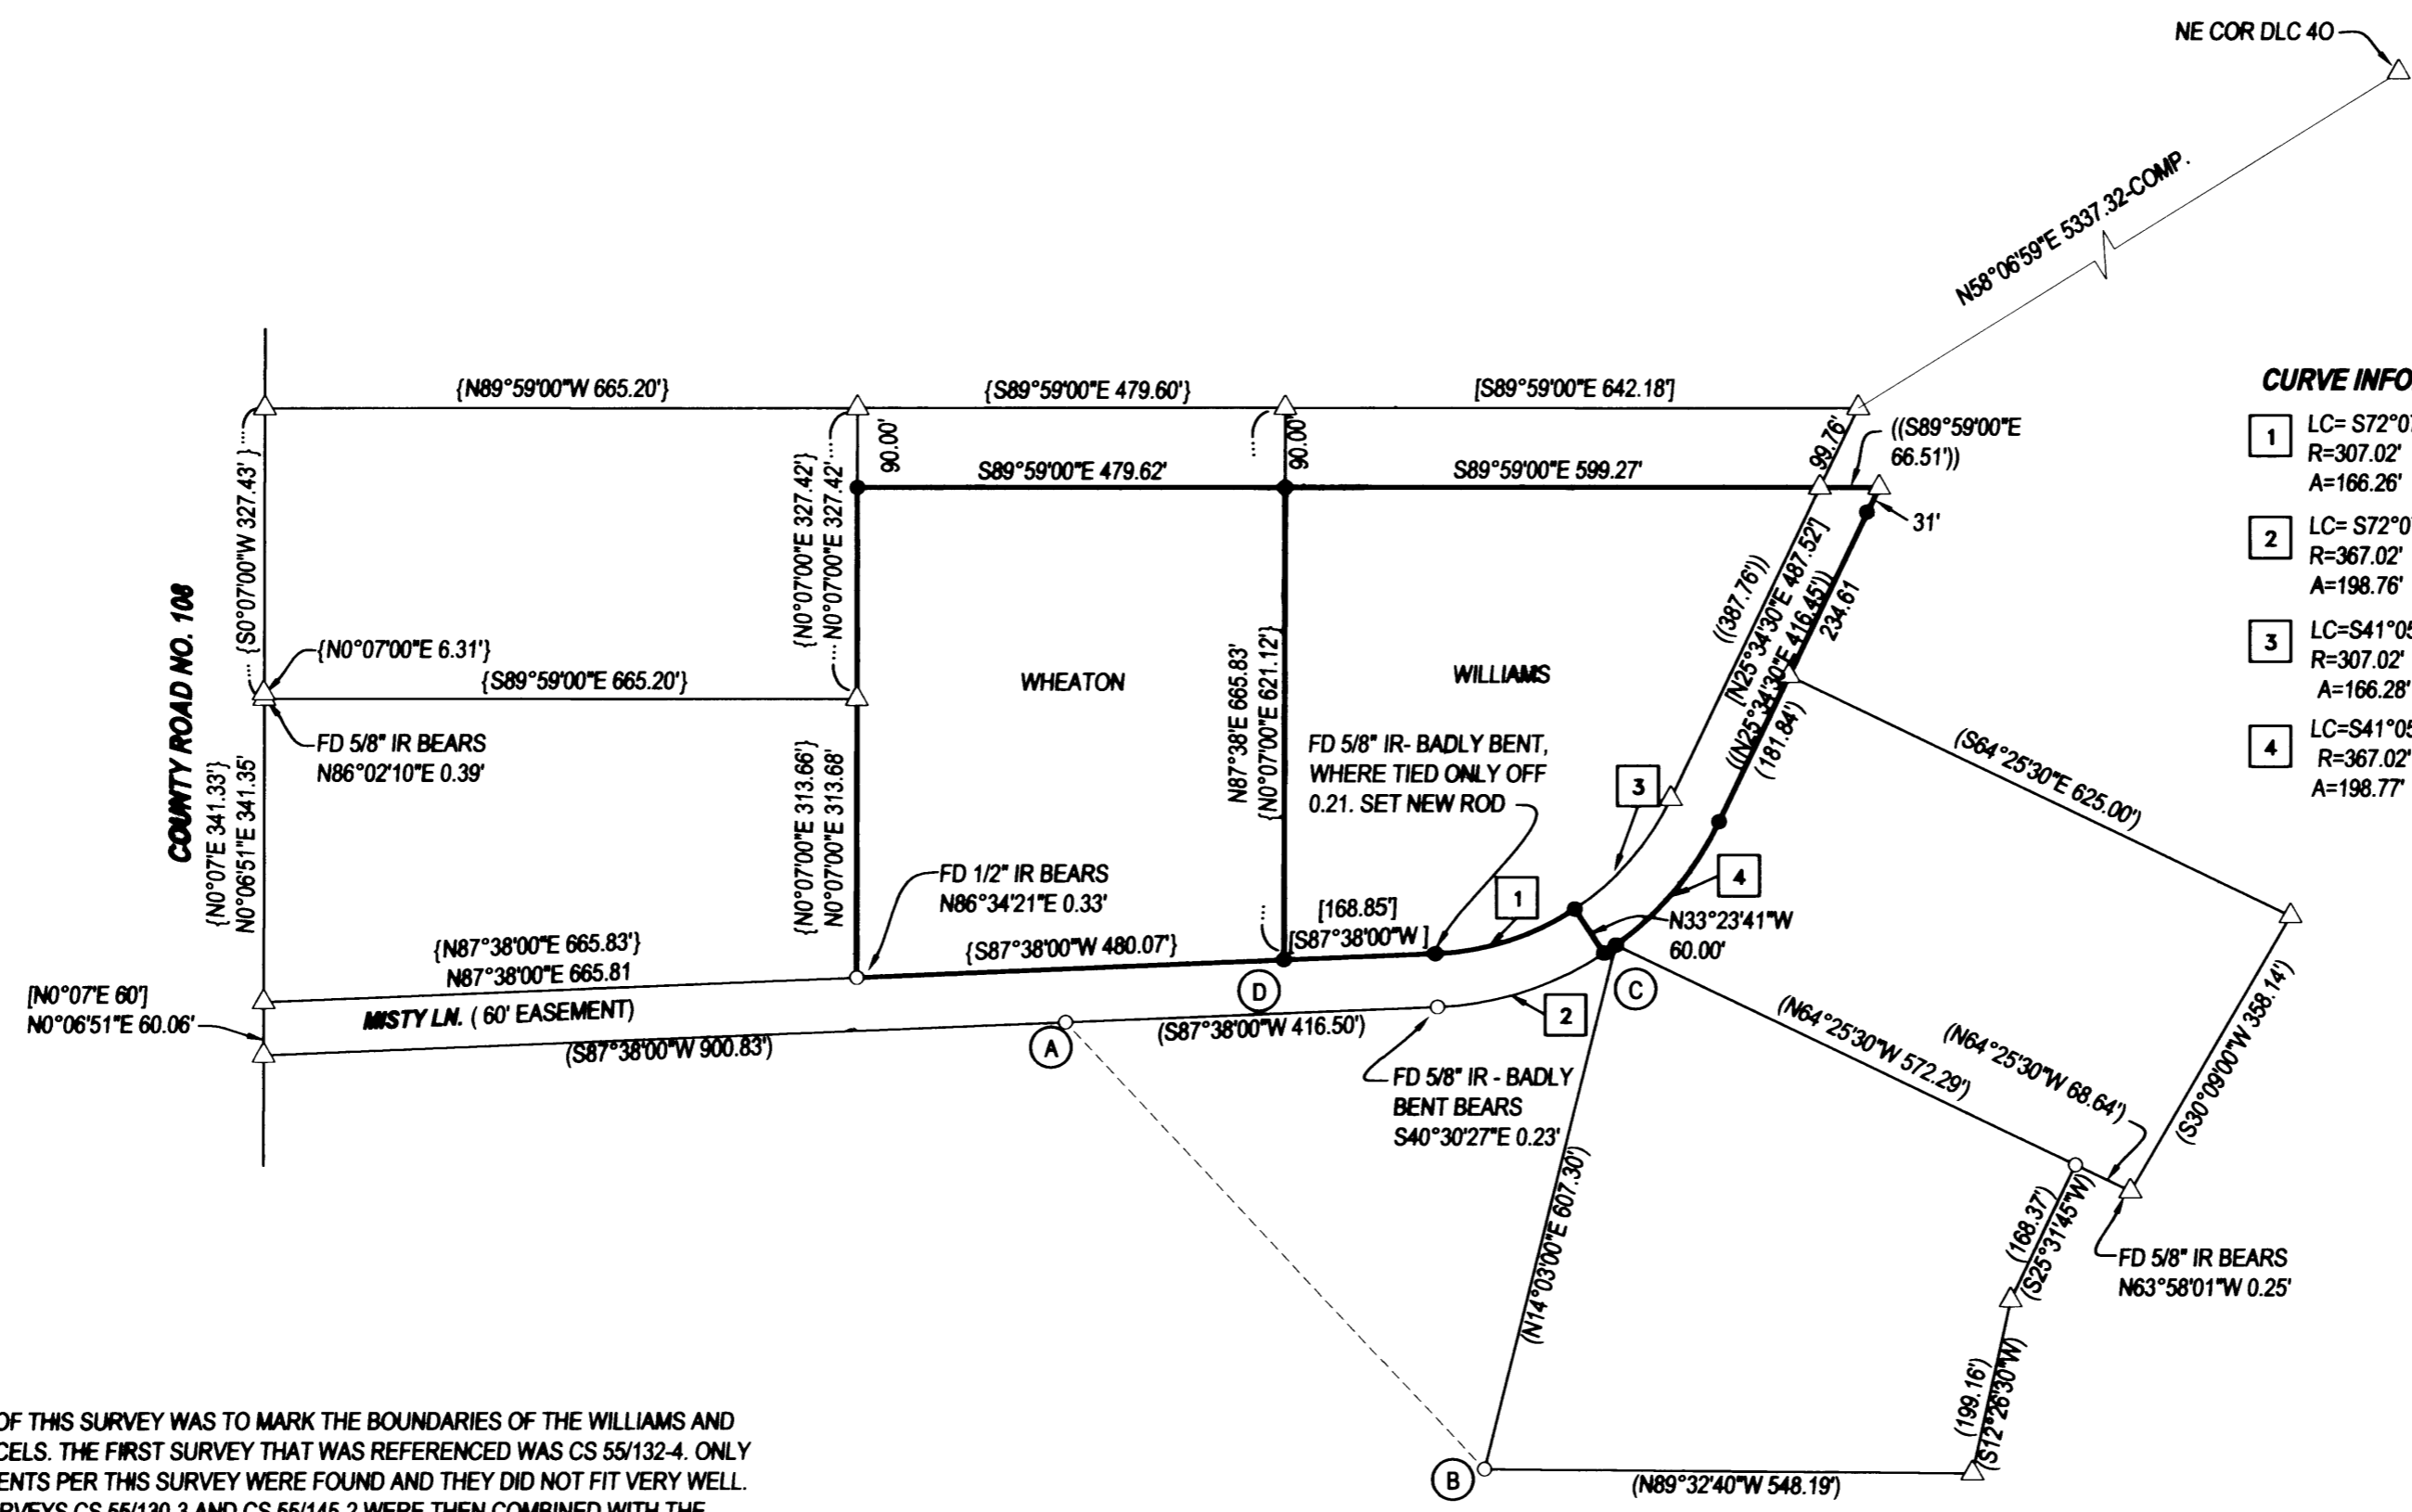 NE COR DLC 40
N58°06'59"E 5337.32-COMP.
{N89°59'00"W 665.20'}
{S89°59'00"E 479.60'}
[S89°59'00"E 642.18']
CURVE INFO
1
LC= S72°07
R=307.02'
A=166.26'
2
LC= S72°0
R=367.02'
A=198.76'
3
LC=S41°05
R=307.02'
A=166.28'
4
LC=S41°05
R=367.02'
A=198.77'
{S0°07'00"W 327.43' }
90.00'
90.00'
99.76'
((S89°59'00"E
66.51'))
S89°59'00"E 479.62'
S89°59'00"E 599.27'
31'
{N0°07'00"E 327.42'}
N0°07'00"E 327.42'
COUNTY ROAD NO. 108
{N0°07'00"E 6.31'}
{S89°59'00"E 665.20'}
WHEATON
WILLIAMS
N87°38'E 665.83'
{N0°07'00"E 621.12'}
((387.76'))
[N25°34'30"E 487.52']
((N25°34'30"E 416.45'))
234.61
(181.84')
(S64°25'30"E 625.00')
FD 5/8" IR BEARS
N86°02'10"E 0.39'
FD 5/8" IR- BADLY BENT,
WHERE TIED ONLY OFF
0.21. SET NEW ROD
3
{N0°07'E 341.33'}
N0°06'51"E 341.35'
{N0°07'00"E 313.66'}
N0°07'00"E 313.68'
FD 1/2" IR BEARS
N86°34'21"E 0.33'
1
4
[168.85']
[S87°38'00"W ]
N33°23'41"W
60.00'
{N87°38'00"E 665.83'}
N87°38'00"E 665.81
{S87°38'00"W 480.07'}
D
C
[N0°07'E 60']
N0°06'51"E 60.06'
MISTY LN. ( 60' EASEMENT)
2
(S87°38'00"W 900.83')
A
(S87°38'00"W 416.50')
FD 5/8" IR - BADLY
BENT BEARS
S40°30'27"E 0.23'
(N64°25'30"W 572.29')
(N64°25'30"W 68.64')
(S30°09'00"W 358.14')
(N14°03'00"E 607.30')
(168.37')
(S25°31'45"W)
FD 5/8" IR BEARS
N63°58'01"W 0.25'
(199.16')
(S12°26'30"W)
B
(N89°32'40"W 548.19')
OF THIS SURVEY WAS TO MARK THE BOUNDARIES OF THE WILLIAMS AND
CELS. THE FIRST SURVEY THAT WAS REFERENCED WAS CS 55/132-4. ONLY
ENTS PER THIS SURVEY WERE FOUND AND THEY DID NOT FIT VERY WELL.
RVEYS CS 55/130-3 AND CS 55/145-2 WERE THEN COMBINED WITH THE